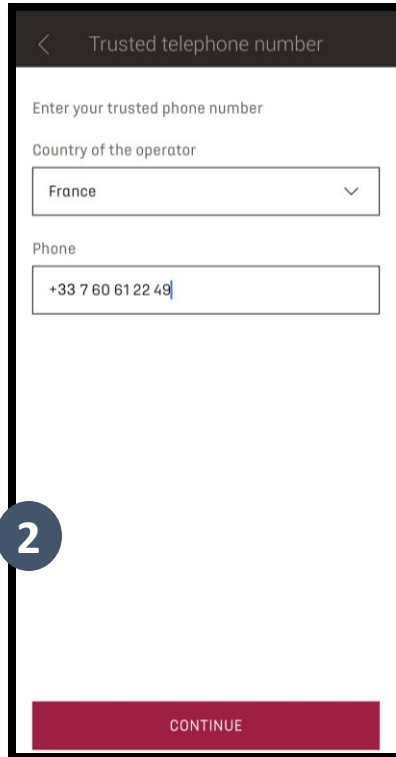 Trusted telephone number
Enter your trusted phone number
Country of the operator
France
Phone
+33 7 60 61 22 49
2
CONTINUE